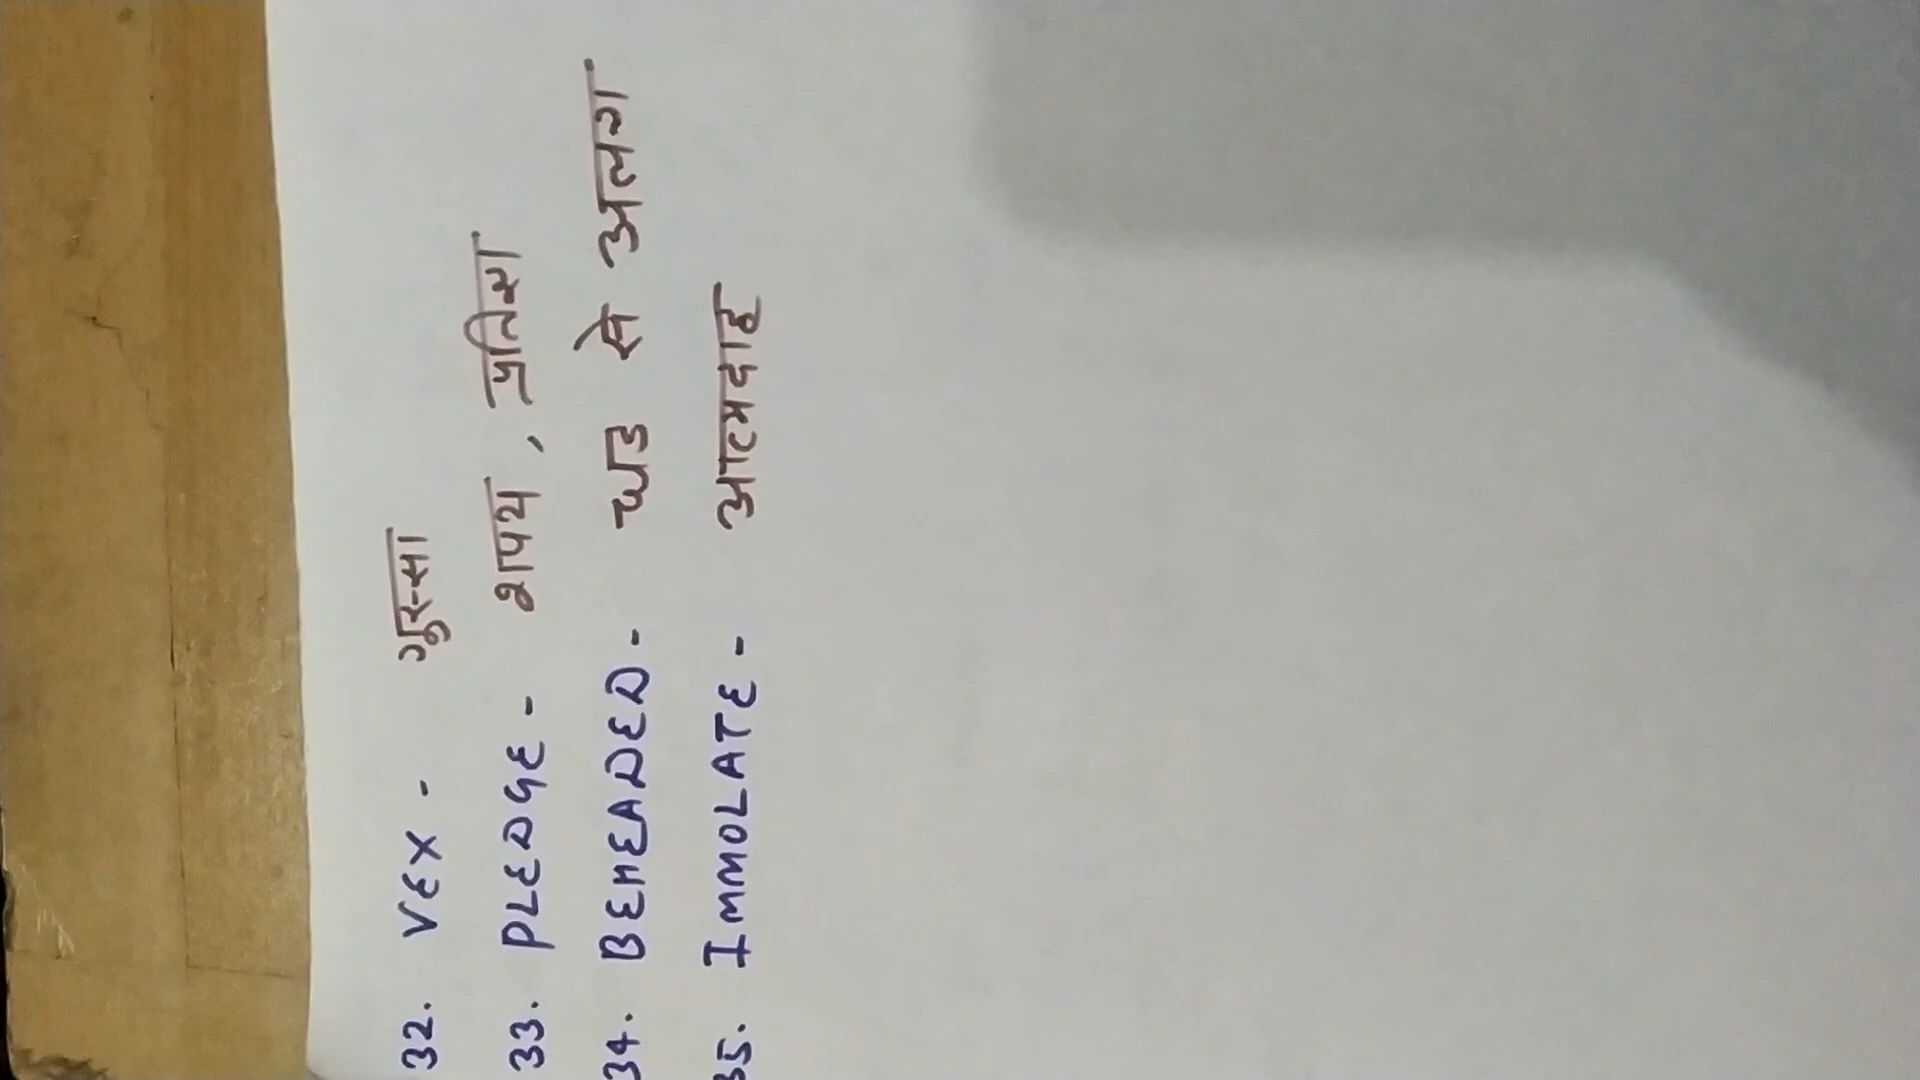 32. VEX - गुस्सा
33. PLEDGE - शपथ, प्रतिज्ञा
34. BEHEADED - धड से अलग
35. IMMOLATE - आत्मदाह